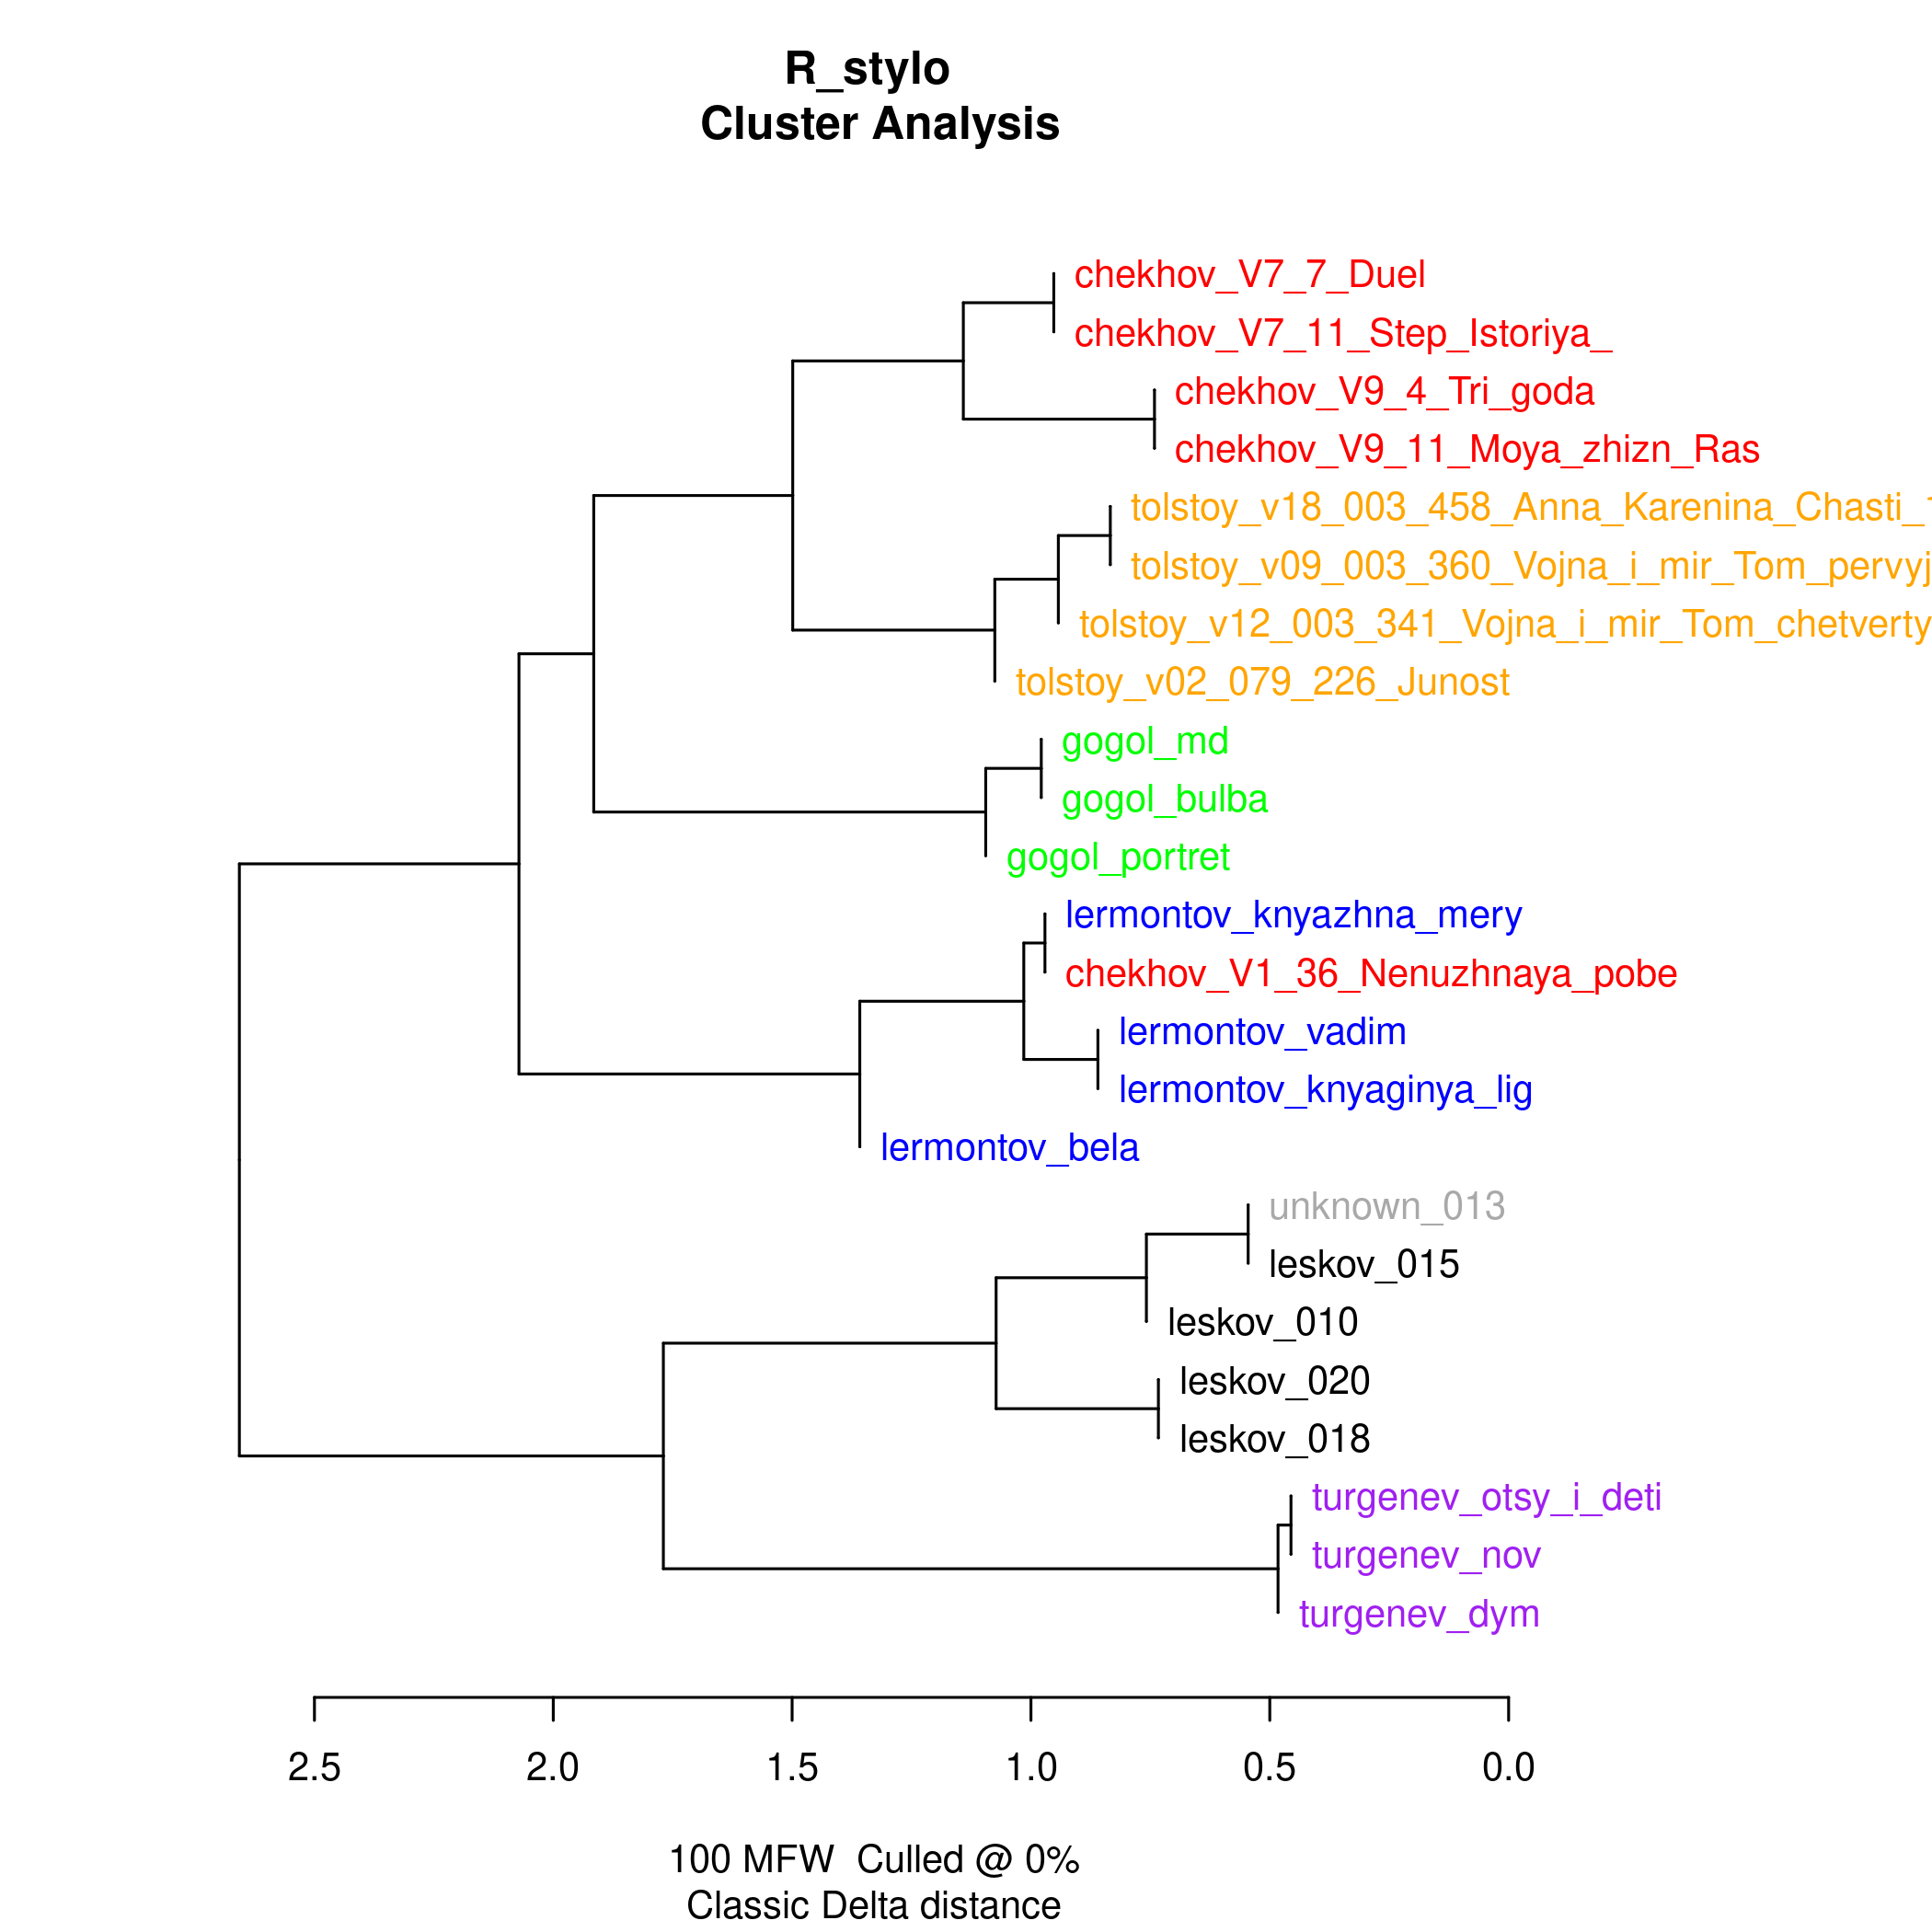 R_stylo
Cluster Analysis
chekhov_V7_7_Duel
chekhov_V7_11_Step_Istoriya_
chekhov_V9_4_Tri_goda
chekhov_V9_11_Moya_zhizn_Ras
tolstoy_v18_003_458_Anna_Karenina_Chasti_
tolstoy_v09_003_360_Vojna_i_mir_Tom_pervyj
tolstoy_v12_003_341_Vojna_i_mir_Tom_chetverty
tolstoy_v02_079_226_Junost
gogol_md
gogol_bulba
gogol_portret
lermontov_knyazhna_mery
chekhov_V1_36_Nenuzhnaya_pobe
lermontov_vadim
lermontov_knyaginya_lig
lermontov_bela
unknown_013
leskov_015
leskov_010
leskov_020
leskov_018
turgenev_otsy_i_deti
turgenev_nov
turgenev_dym
2.5 2.0 1.5 1.0 0.5 0.0
100 MFW Culled @ 0%
Classic Delta distance